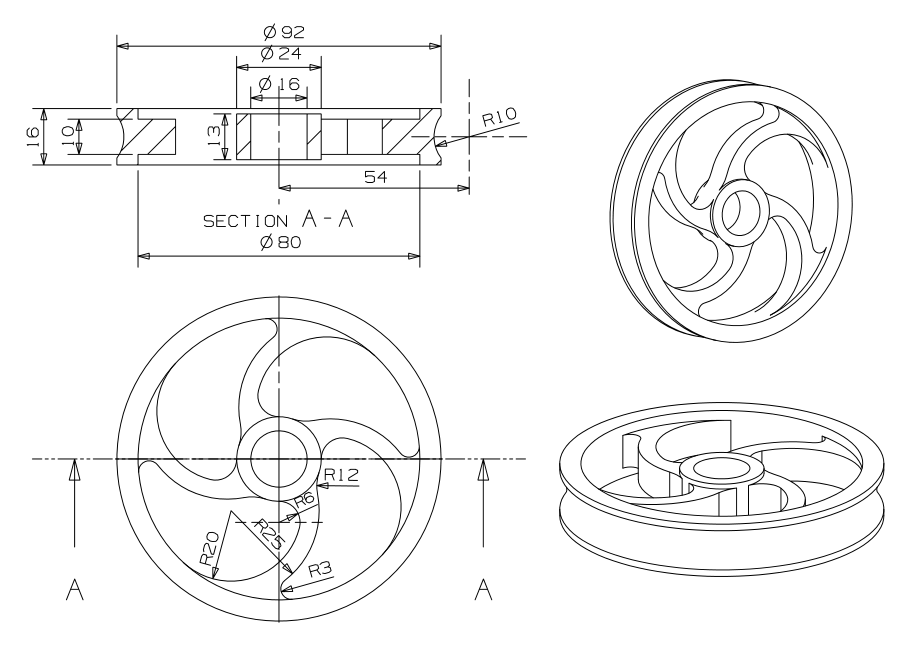 Ø92
Ø24
Ø16
R10
16
10
13
54
SECTION A-A
Ø80
R12
R6
R25
R20
R3
A
A